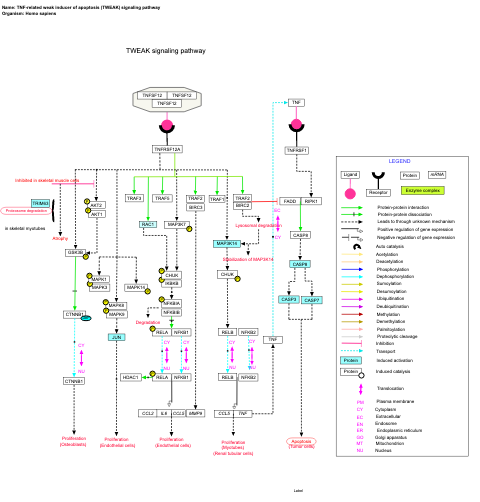 Name: TNF-related weak inducer of apoptosis (TWEAK) signaling pathway
Organism: Homo sapiens
TWEAK signaling pathway
TNFSF12 TNFSF12
TNFSF12
TNF
TNFRSF12A
TNFRSF1
LEGEND
Ligand
Receptor
Protein
miRNA
Enzyme complex
Inhibited in skeletal muscle cells
TRIM63
Proteasome degradation
in skeletal myotubes
AKT2
AKT1
Atrophy
TRAF3
TRAF5
TRAF2
BIRC3
TRAF1
TRAF2
BIRC2
FADD
RIPK1
RAC1
MAP3K7
Lysosomal degradation
EC
CY
MAP3K14
Stabilization of MAP3K14
CASP8
GSK3B
CASP9
MAPK1
MAPK3
MAPK14
CHUK
IKBKB
CHUK
NFKBIA
NFKBIB
Degradation
CASP3
CASP7
MAPK8
MAPK9
CTNNB1
JUN
RELA
NFKB1
RELB
NFKB2
TNF
CY
NU
CY
CY
NU
NU
CY
CY
NU
NU
CTNNB1
HDAC1
RELA
NFKB1
RELB
NFKB2
CCL2
IL6
CCL5
MMP9
CCL5
TNF
Proliferation
(Osteoblasts)
Proliferation
(Endothelial cells)
Proliferation
(Endothelial cells)
Proliferation
(Myotubes)
(Renal tubular cells)
Apoptosis
(Tumor cells)
Protein-protein interaction
Protein-protein dissociation
Leads to through unknown mechanism
Positive regulation of gene expression
Negative regulation of gene expression
Auto catalysis
Acetylation
Deacetylation
Phosphorylation
Dephosphorylation
Sumoylation
Desumoylation
Ubiquitination
Deubiquitination
Methylation
Demethylation
Palmitoylation
Proteolytic cleavage
Inhibition
Transport
Protein
Induced activation
Protein
Induced catalysis
Translocation
PM Plasma membrane
CY Cytoplasm
EC Extracellular
EN Endosome
ER Endoplasmic reticulum
GO Golgi apparatus
MT Mitochondrion
NU Nucleus
Label